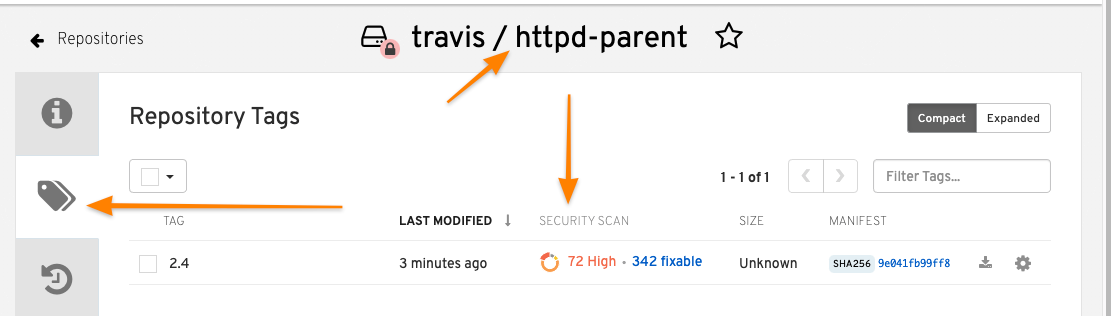 Repositories travis / httpd-parent
Repository Tags Compact Expanded
1 - 1 of 1 Filter Tags...
TAG LAST MODIFIED SECURITY SCAN SIZE MANIFEST
2.4 3 minutes ago 72 High • 342 fixable Unknown SHA256 9e041fb99ff8